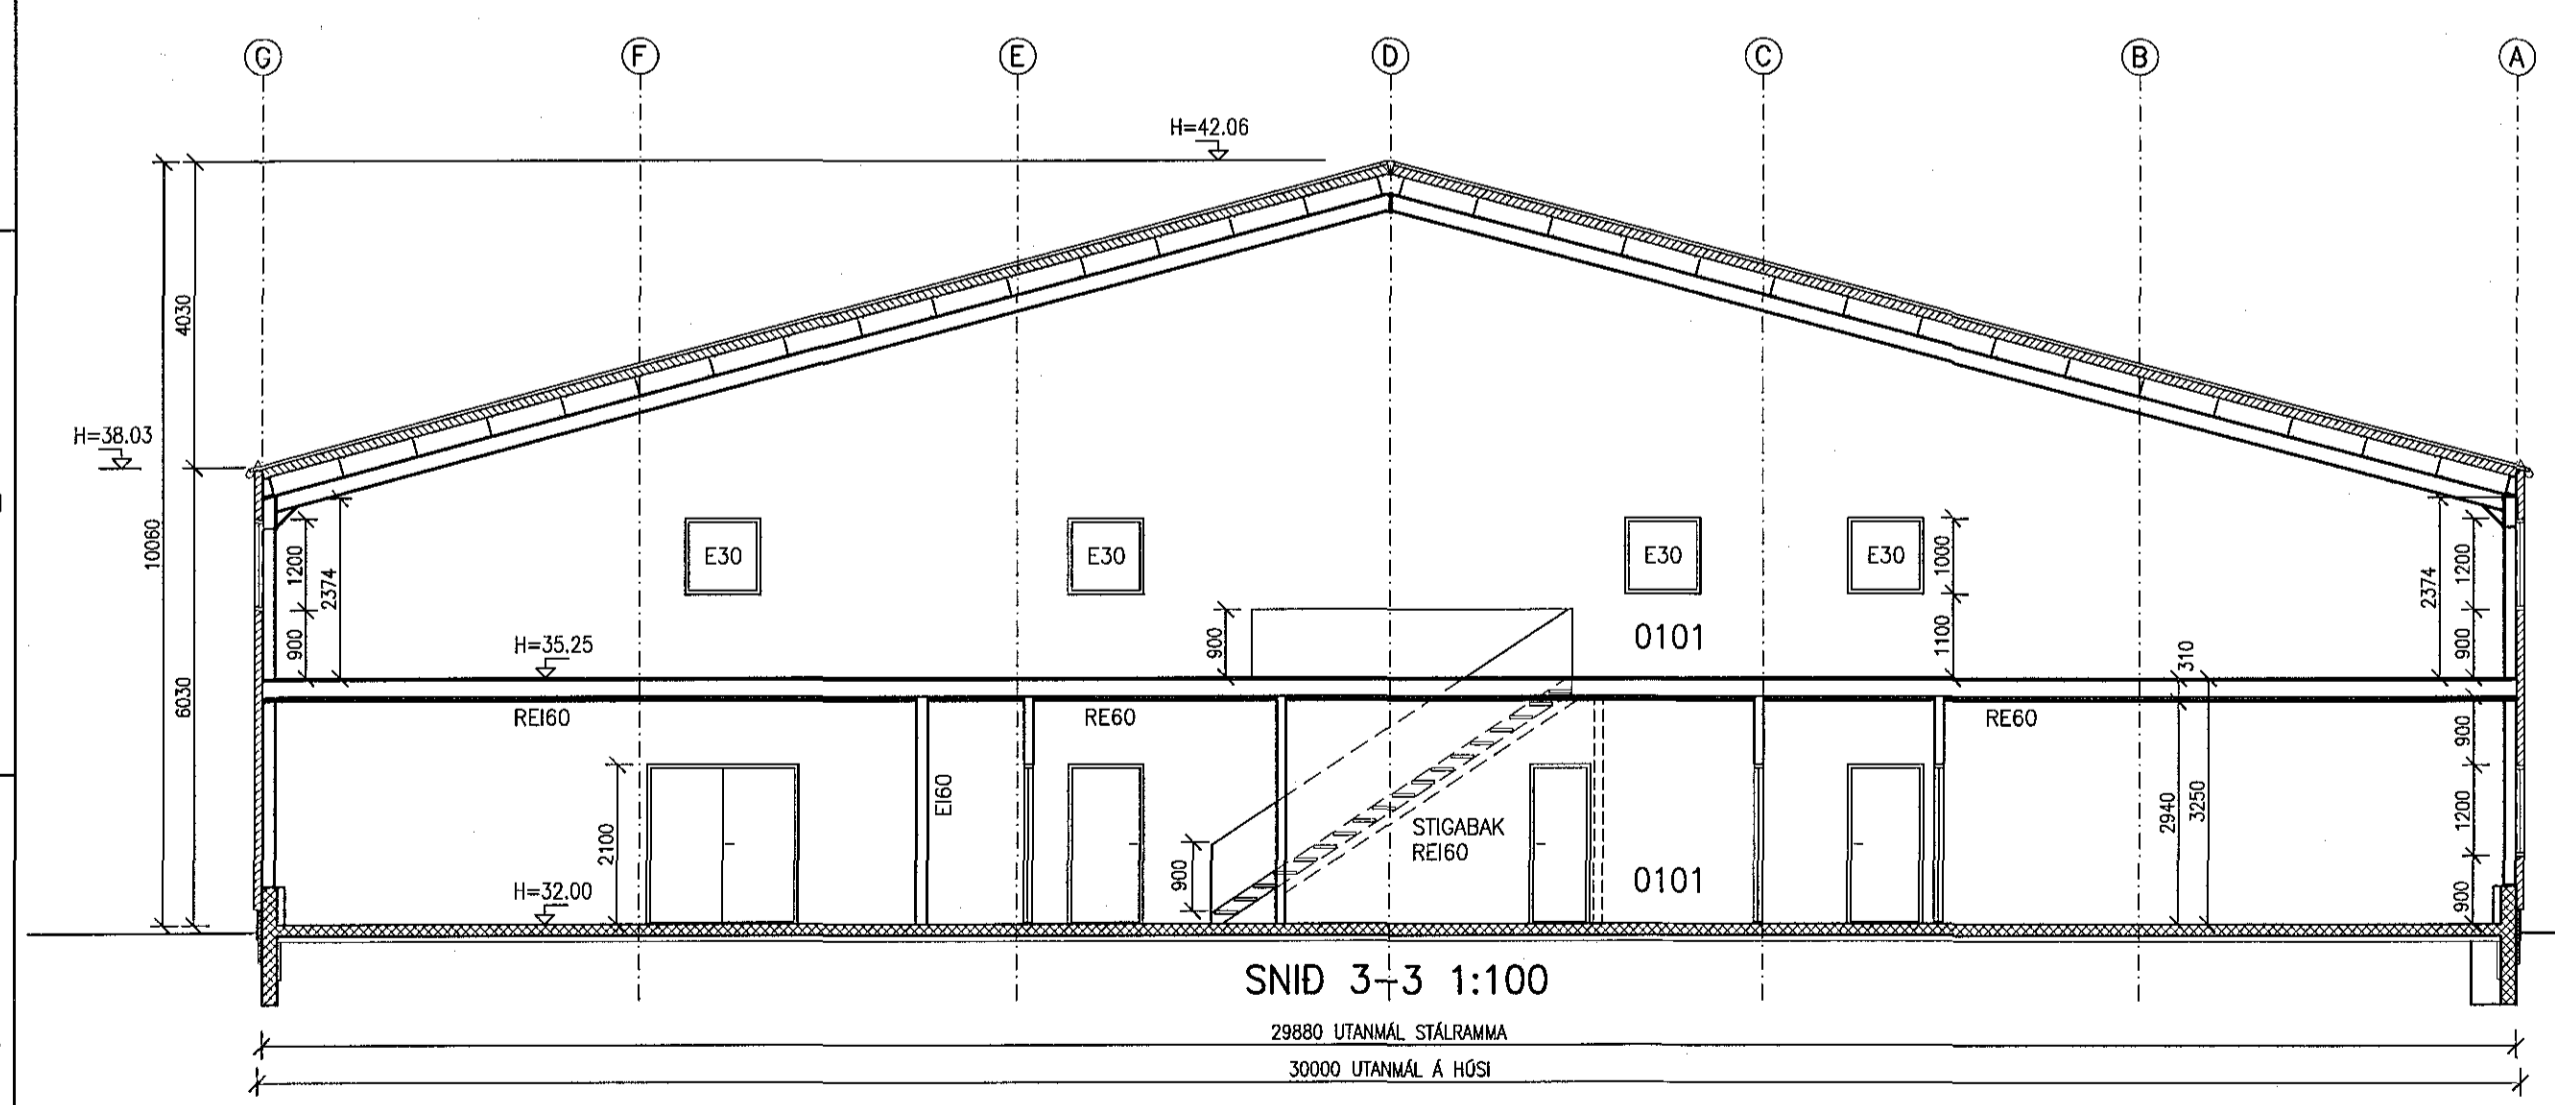 G F E D C B A
H=42.06
4030
H=38.03
10060
1200
2374
E30 E30 E30 E30
1000
2374
1200
900
H=35.25
900
0101
1100
310
900
6030
REI60
RE60
RE60
900
EI60
2100
STIGABAK
REI60
2940
3250
1200
H=32.00
900
0101
900
SNIÐ 3-3 1:100
29880 UTANMÁL STÁLRAMMA
30000 UTANMÁL Á HÚSI